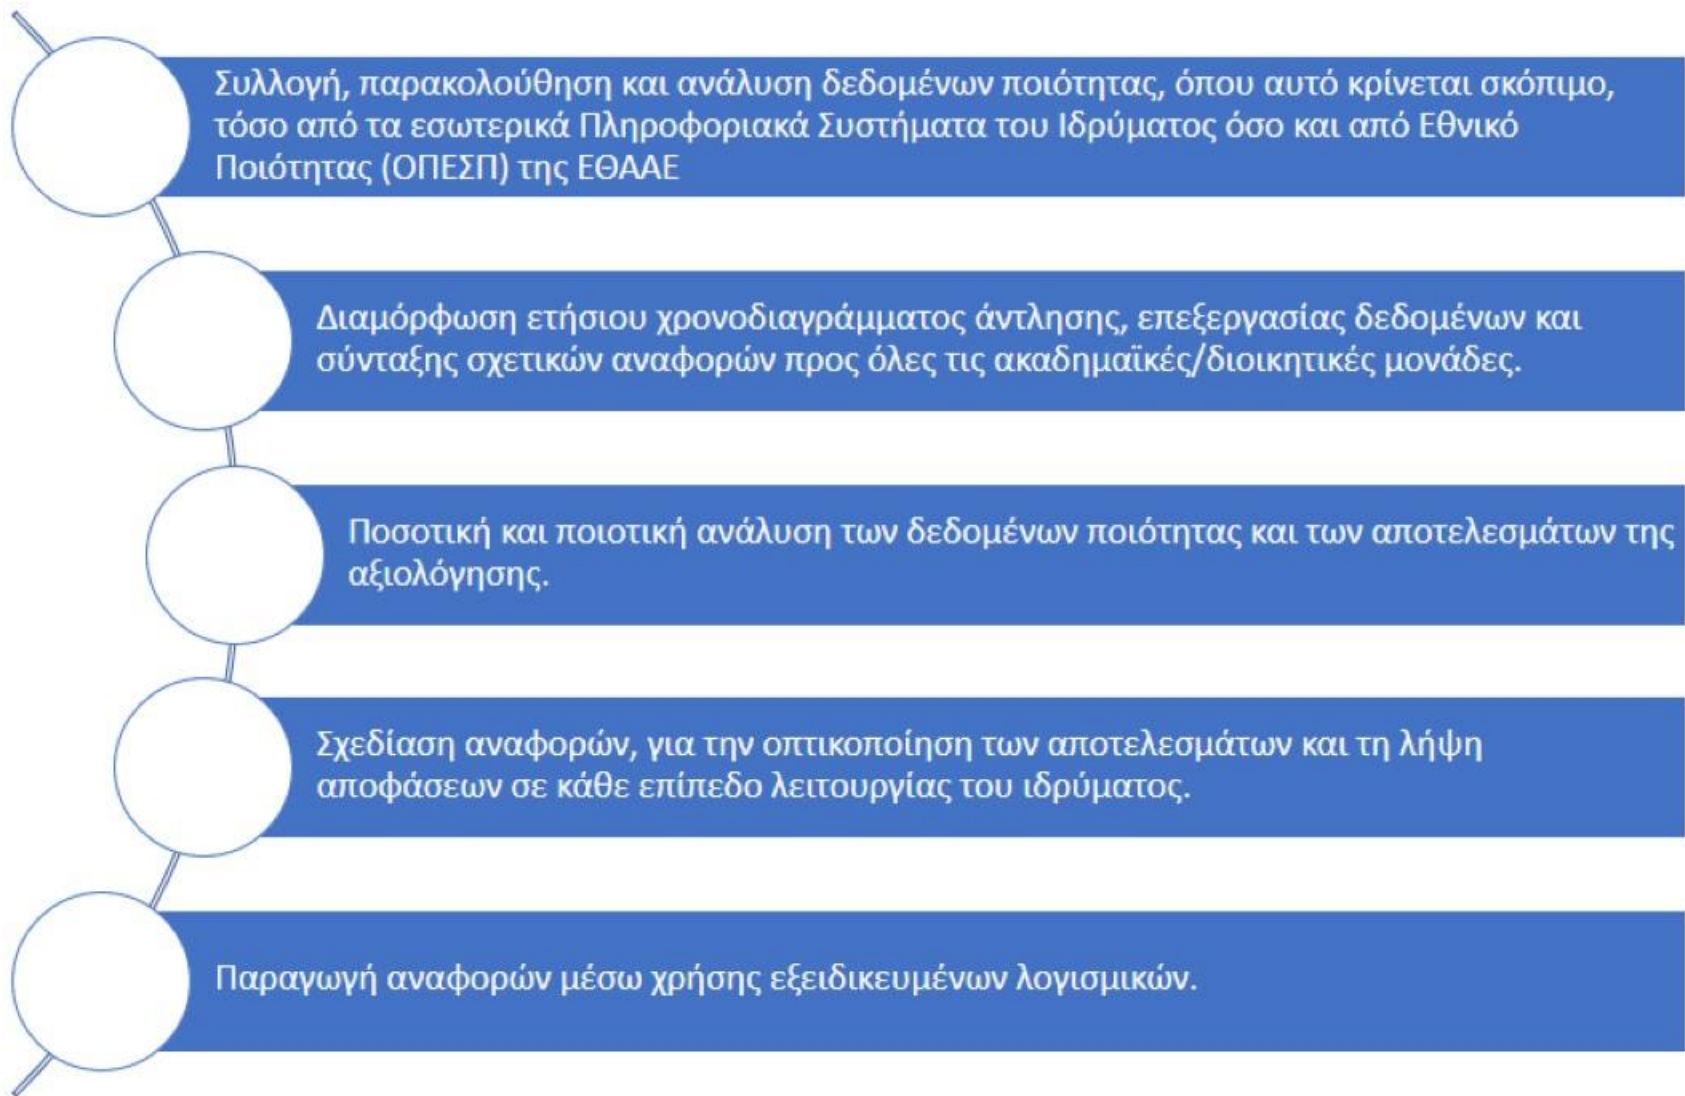 Συλλογή, παρακολούθηση και ανάλυση δεδομένων ποιότητας, όπου αυτό κρίνεται σκόπιμο,
τόσο από τα εσωτερικά Πληροφοριακά Συστήματα του Ιδρύματος όσο και από Εθνικό
Ποιότητας (ΟΠΕΣΠ) της ΕΘΑΑΕ
Διαμόρφωση ετήσιου χρονοδιαγράμματος άντλησης, επεξεργασίας δεδομένων και
σύνταξης σχετικών αναφορών προς όλες τις ακαδημαϊκές/διοικητικές μονάδες.
Ποσοτική και ποιοτική ανάλυση των δεδομένων ποιότητας και των αποτελεσμάτων της
αξιολόγησης.
Σχεδίαση αναφορών, για την οπτικοποίηση των αποτελεσμάτων και τη λήψη
αποφάσεων σε κάθε επίπεδο λειτουργίας του ιδρύματος.
Παραγωγή αναφορών μέσω χρήσης εξειδικευμένων λογισμικών.